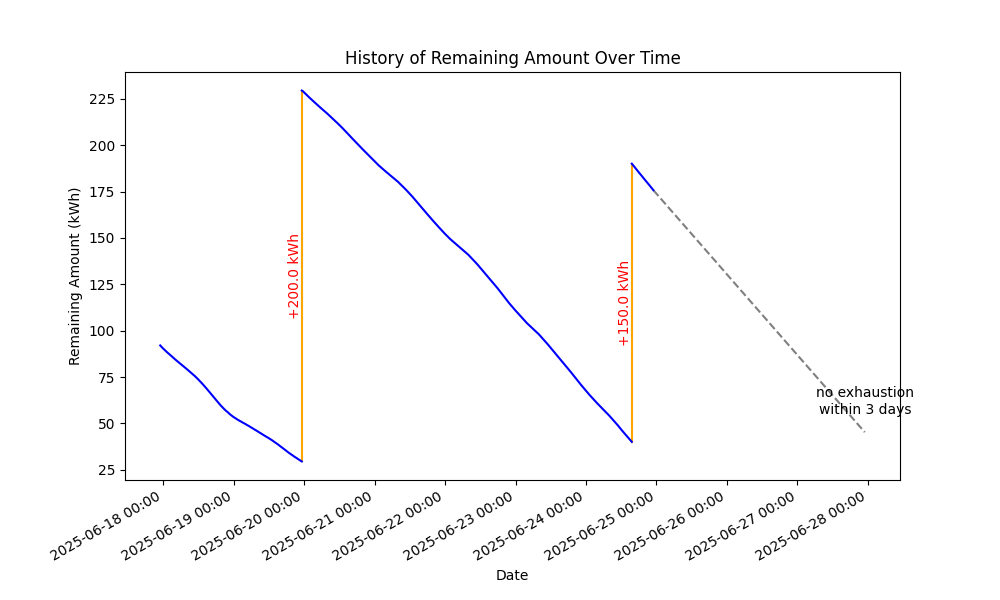 History of Remaining Amount Over Time
Remaining Amount (kWh)
225
200
175
150
125
100
75
50
25
+200.0 kWh
+150.0 kWh
no exhaustion
within 3 days
2025-06-18 00:00
2025-06-19 00:00
2025-06-20 00:00
2025-06-21 00:00
2025-06-22 00:00
2025-06-23 00:00
2025-06-24 00:00
2025-06-25 00:00
2025-06-26 00:00
2025-06-27 00:00
2025-06-28 00:00
Date